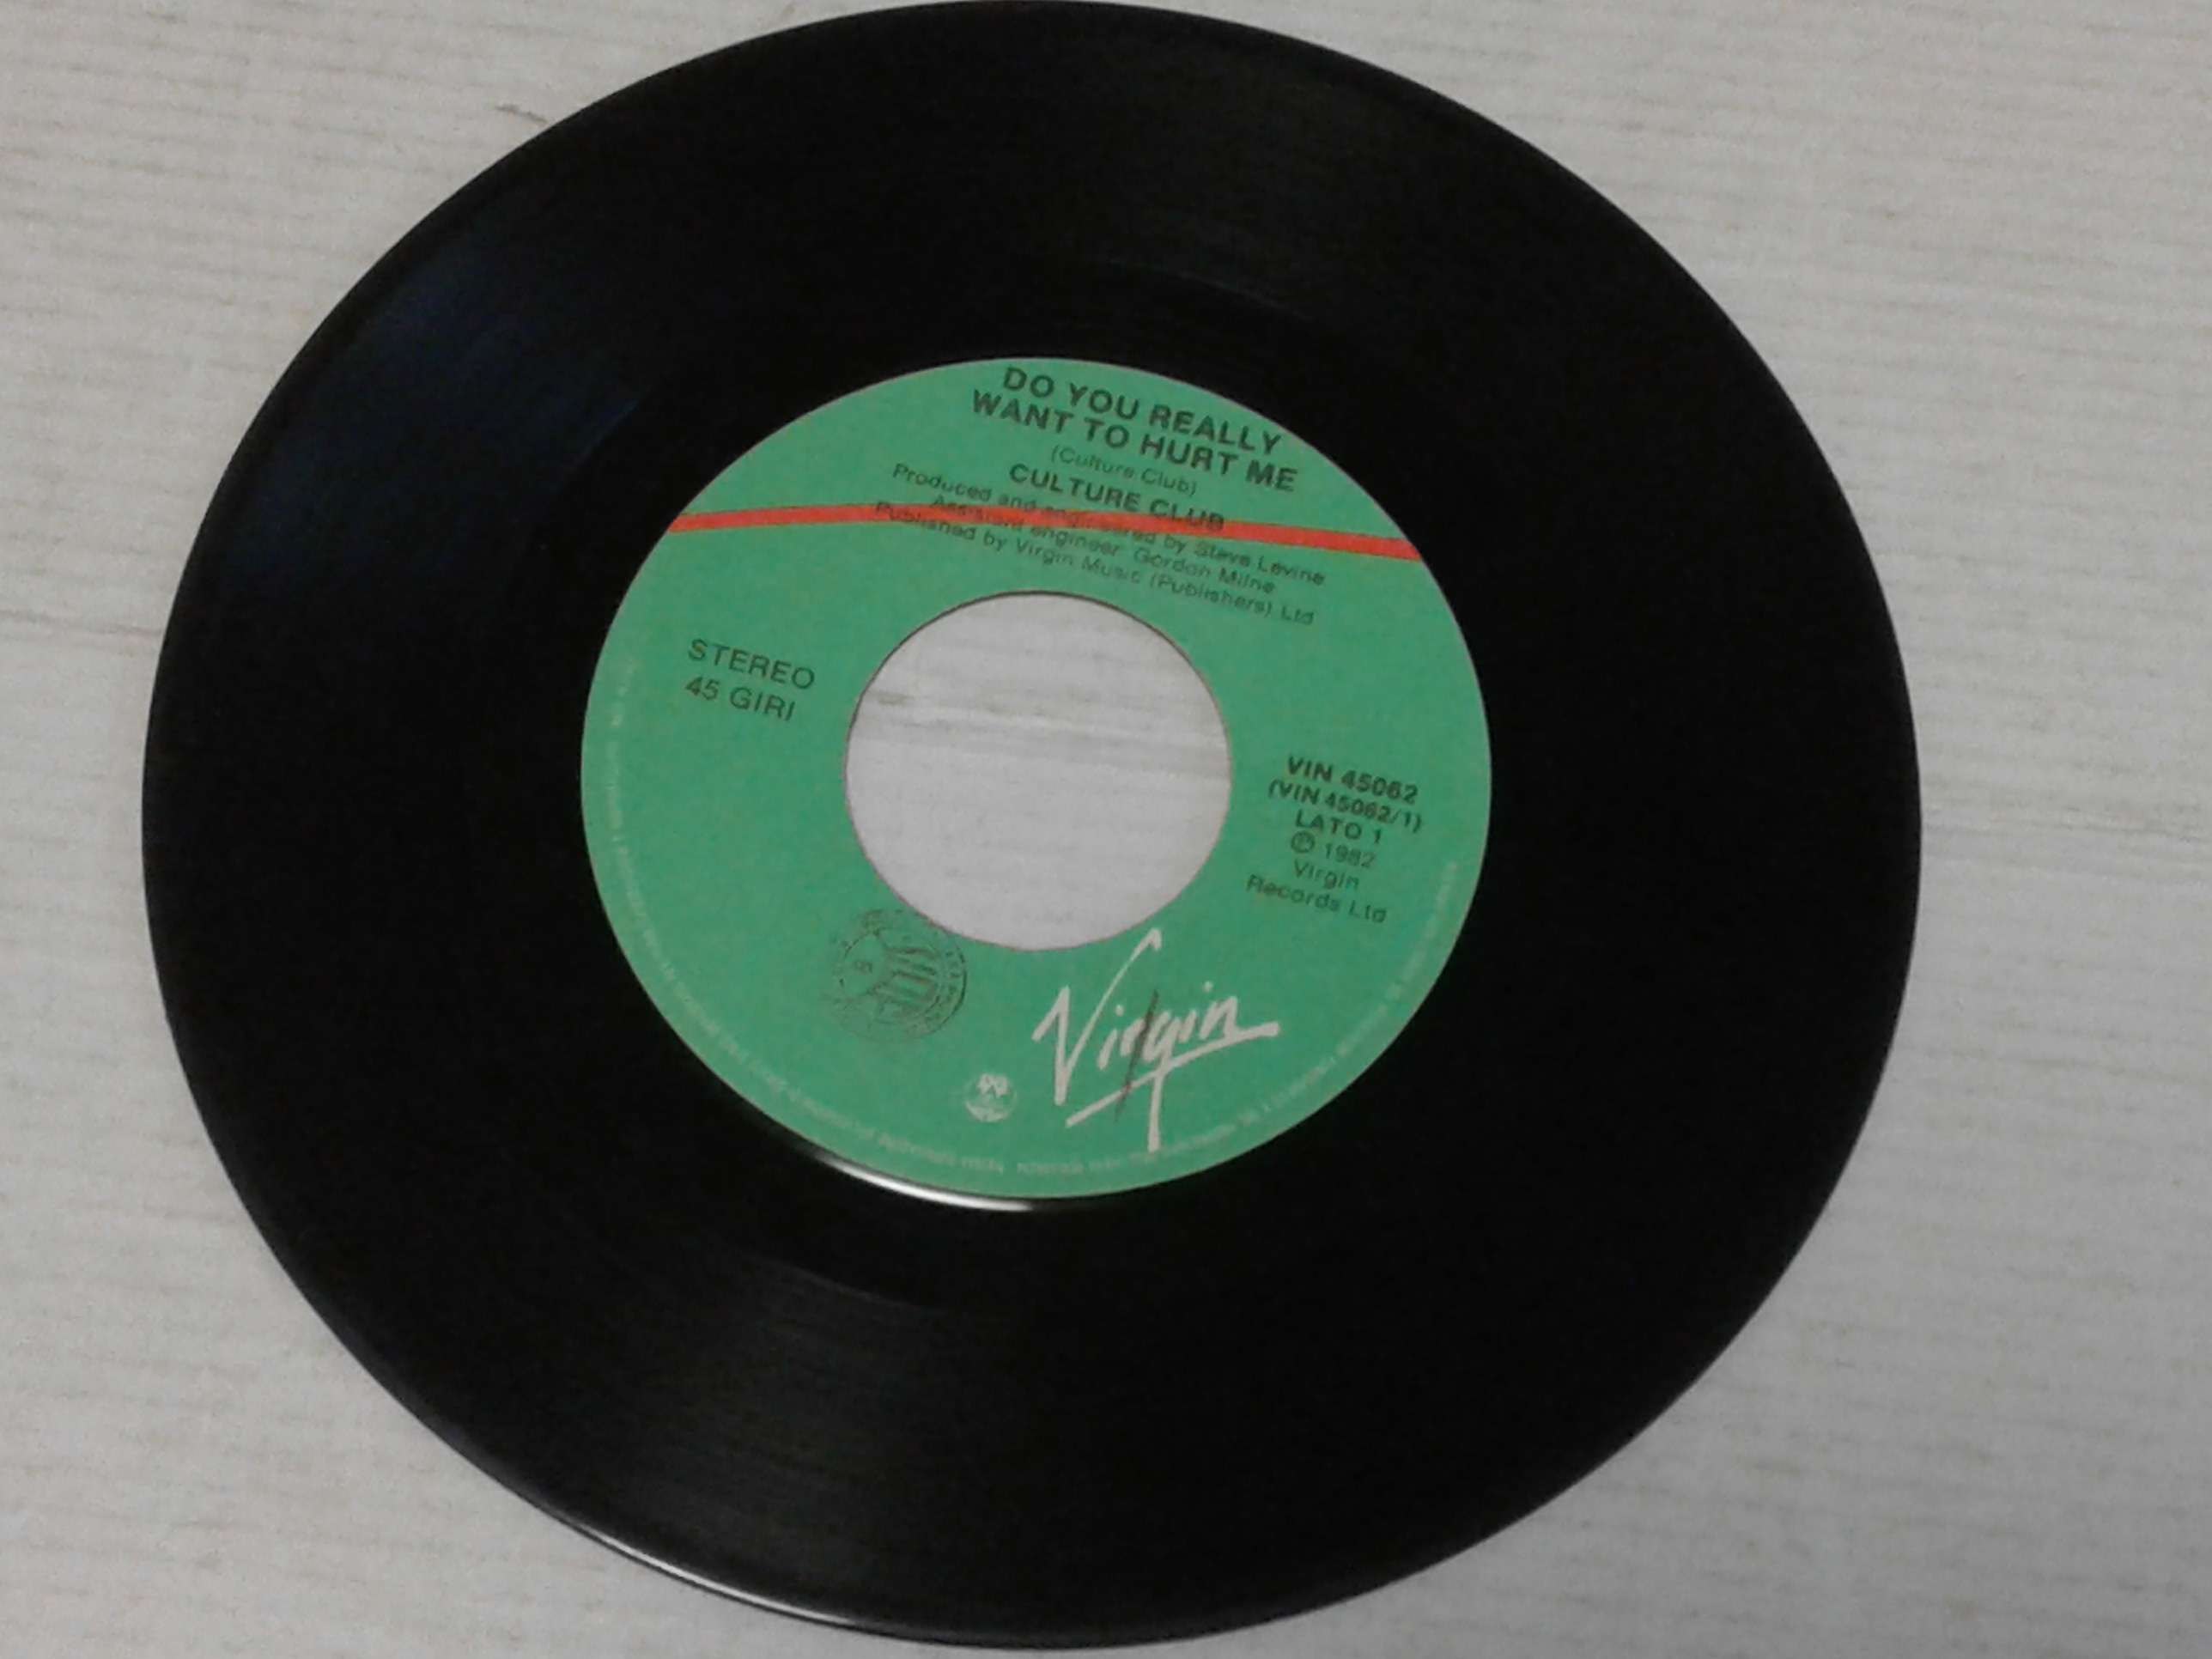 DO YOU REALLY
WANT TO HURT ME
(Culture Club)
CULTURE CLUB
Produced and engineered by Steve Levine
Assistant engineer Gordon Milne
Published by Virgin Music (Publishers) Ltd
STEREO
45 GIRI
VIN 45062
(VIN 45062/1)
LATO 1
℗ 1982
Virgin
Records Ltd
Virgin